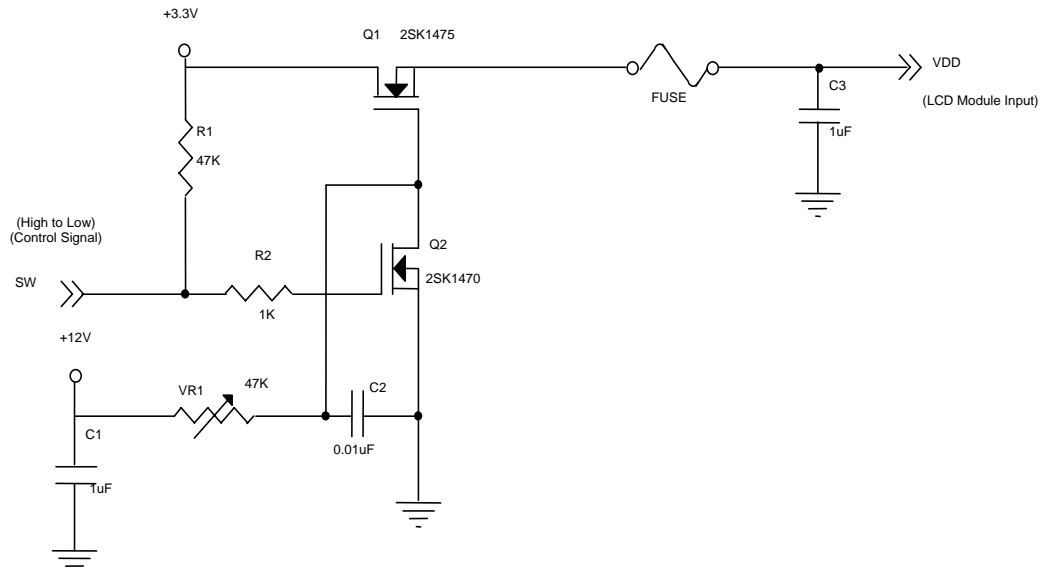 +3.3V
Q1 2SK1475
VDD
(LCD Module Input)
FUSE
C3
1uF
R1
47K
(High to Low)
(Control Signal)
SW
R2
1K
Q2
2SK1470
+12V
VR1
47K
C2
0.01uF
C1
1uF